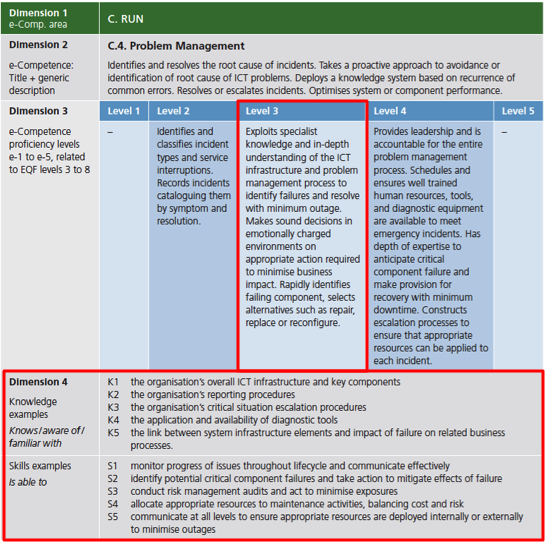 Dimension 1
e-Comp. area
C. RUN
Dimension 2
e-Competence:
Title + generic
description
C.4. Problem Management
Identifies and resolves the root cause of incidents. Takes a proactive approach to avoidance or
identification of root cause of ICT problems. Deploys a knowledge system based on recurrence of
common errors. Resolves or escalates incidents. Optimises system or component performance.
Dimension 3
e-Competence
proficiency levels
e-1 to e-5, related
to EQF levels 3 to 8
Level 1
–
Level 2
Identifies and
classifies incident
types and service
interruptions.
Records incidents
cataloguing them
by symptom and
resolution.
Level 3
Exploits specialist
knowledge and in-depth
understanding of the ICT
infrastructure and problem
management process to
identify failures and resolve
with minimum outage.
Makes sound decisions in
emotionally charged
environments on
appropriate action required
to minimise business
impact. Rapidly identifies
failing component, selects
alternatives such as repair,
replace or reconfigure.
Level 4
Provides leadership and is
accountable for the entire
problem management
process. Schedules and
ensures well trained
human resources, tools,
and diagnostic equipment
are available to meet
emergency incidents. Has
depth of expertise to
anticipate critical
component failure and
make provision for
recovery with minimum
downtime. Constructs
escalation processes to
ensure that appropriate
resources can be applied to
each incident.
Level 5
–
Dimension 4
Knowledge
examples
Knows/aware of/
familiar with
K1 the organisation's overall ICT infrastructure and key components
K2 the organisation's reporting procedures
K3 the organisation's critical situation escalation procedures
K4 the application and availability of diagnostic tools
K5 the link between system infrastructure elements and impact of failure on related business
processes.
Skills examples
Is able to
S1 monitor progress of issues throughout lifecycle and communicate effectively
S2 identify potential critical component failures and take action to mitigate effects of failure
S3 conduct risk management audits and act to minimise exposures
S4 allocate appropriate resources to maintenance activities, balancing cost and risk
S5 communicate at all levels to ensure appropriate resources are deployed internally or externally
to minimise outages